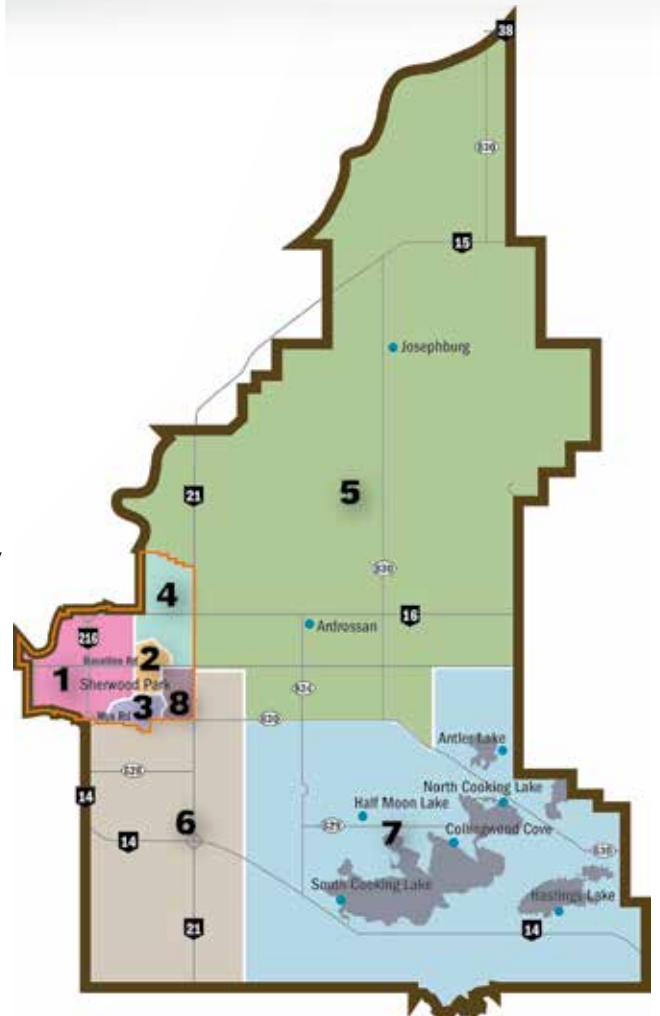 38
830
15
Josephburg
21
5
830
4
Ardrossan
16
216
2
Baseline Rd
1
Sherwood Park
824
3
8
Wye Rd
630
Antler Lake
628
North Cooking Lake
14
Half Moon Lake
6
629
7
14
Collingwood Cove
630
South Cooking Lake
Hastings Lake
21
14